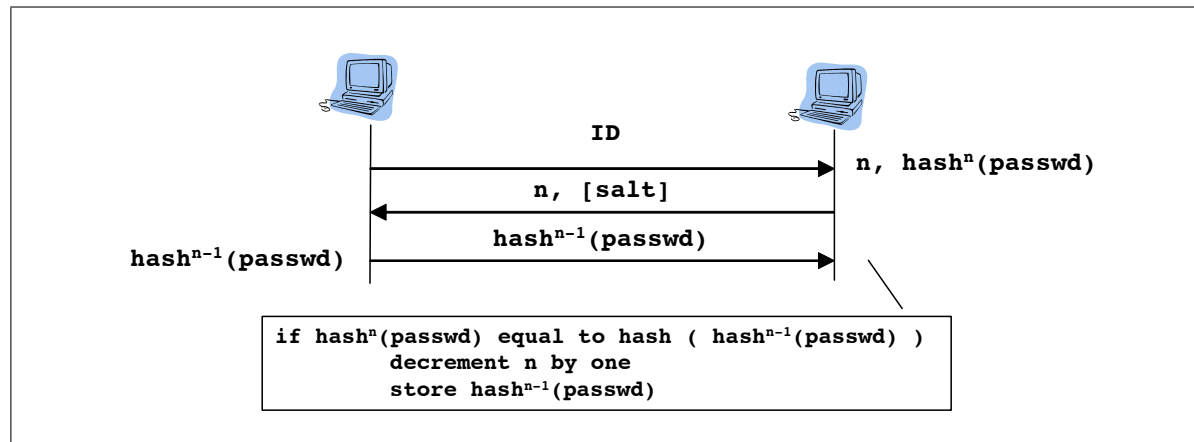 ID
n, hashⁿ(passwd)
n, [salt]
hashⁿ⁻¹(passwd)
hashⁿ⁻¹(passwd)
if hashⁿ(passwd) equal to hash ( hashⁿ⁻¹(passwd) )
decrement n by one
store hashⁿ⁻¹(passwd)